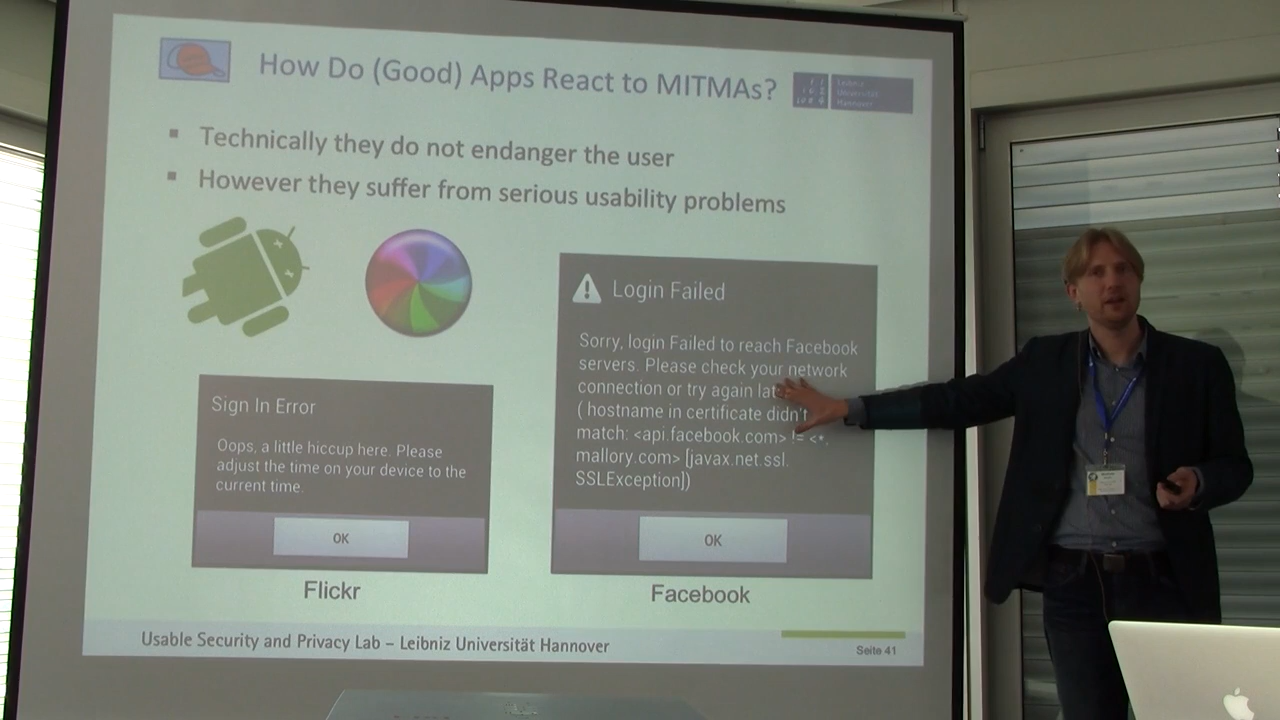 How Do (Good) Apps React to MITMAs?
Leibniz
Universität
Hannover
Technically they do not endanger the user
However they suffer from serious usability problems
Sign In Error
Oops, a little hiccup here. Please
adjust the time on your device to the
current time.
OK
Flickr
Login Failed
Sorry, login Failed to reach Facebook
servers. Please check your network
connection or try again lat
( hostname in certificate didn't
match: <api.facebook.com> != <*.
mallory.com> [javax.net.ssl.
SSLException])
OK
Facebook
Usable Security and Privacy Lab – Leibniz Universität Hannover
Seite 41